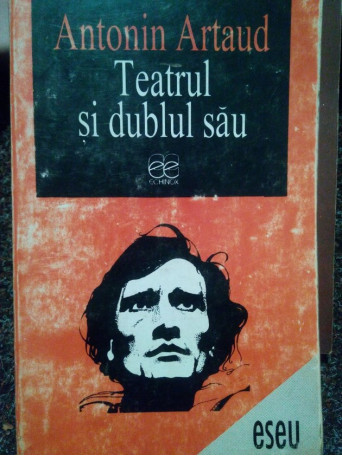 Antonin Artaud
Teatrul
și dublul său
ECHINOX
eseu